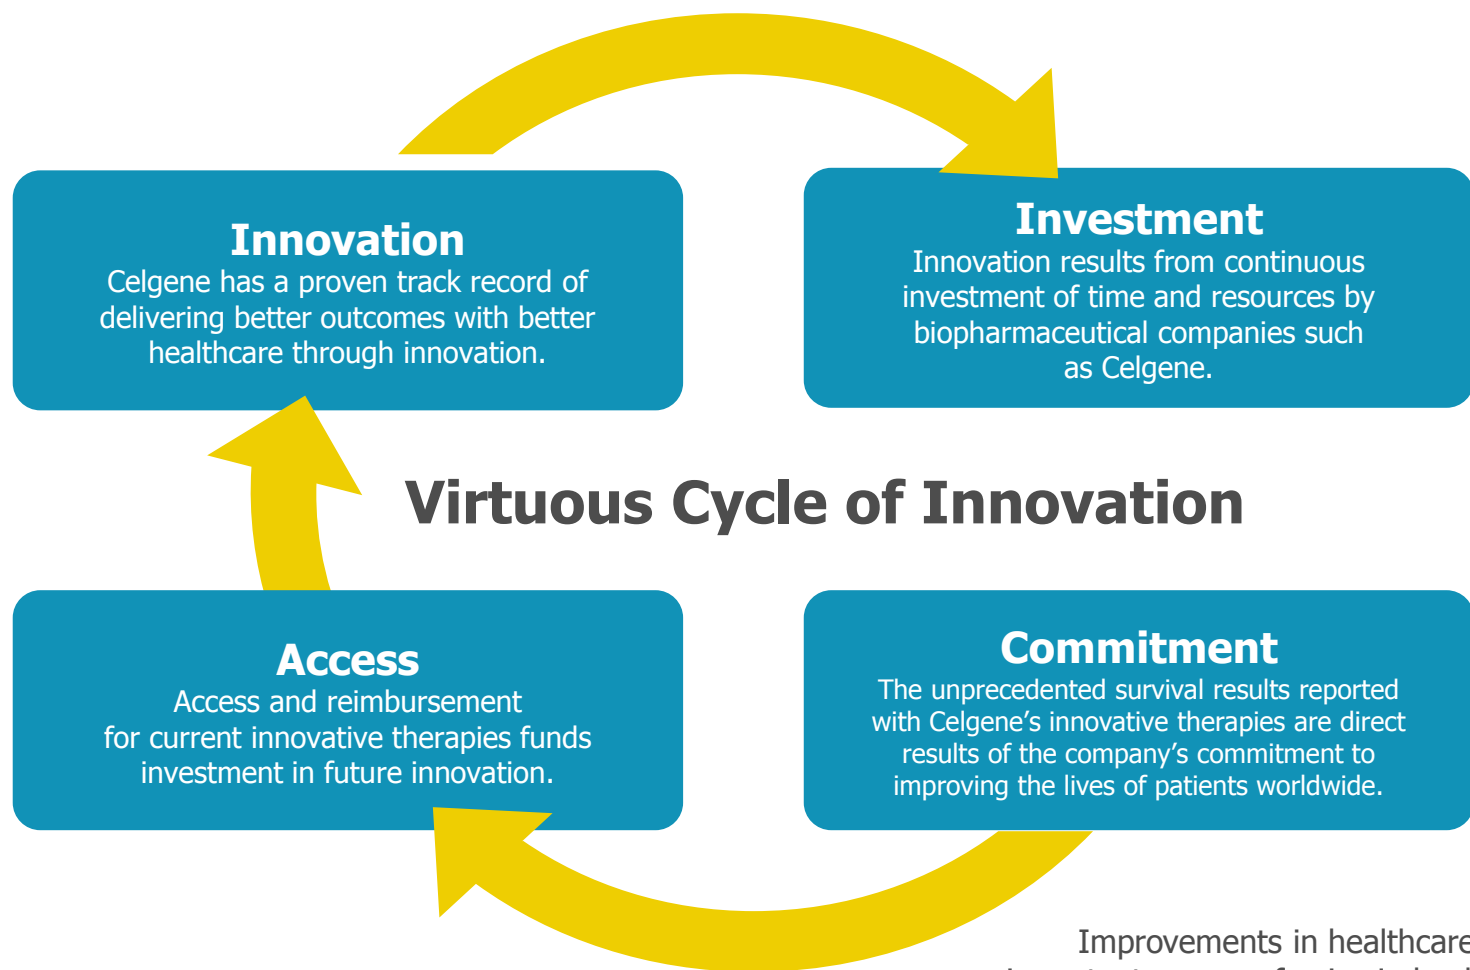 Innovation
Celgene has a proven track record of
delivering better outcomes with better
healthcare through innovation.
Investment
Innovation results from continuous
investment of time and resources by
biopharmaceutical companies such
as Celgene.
Virtuous Cycle of Innovation
Access
Access and reimbursement
for current innovative therapies funds
investment in future innovation.
Commitment
The unprecedented survival results reported
with Celgene’s innovative therapies are direct
results of the company’s commitment to
improving the lives of patients worldwide.
Improvements in healthcare